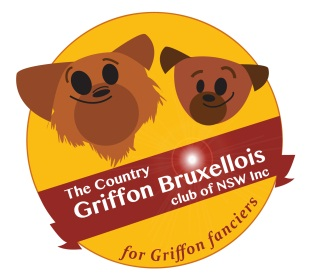 The Country
Griffon Bruxellois
club of NSW Inc
for Griffon fanciers